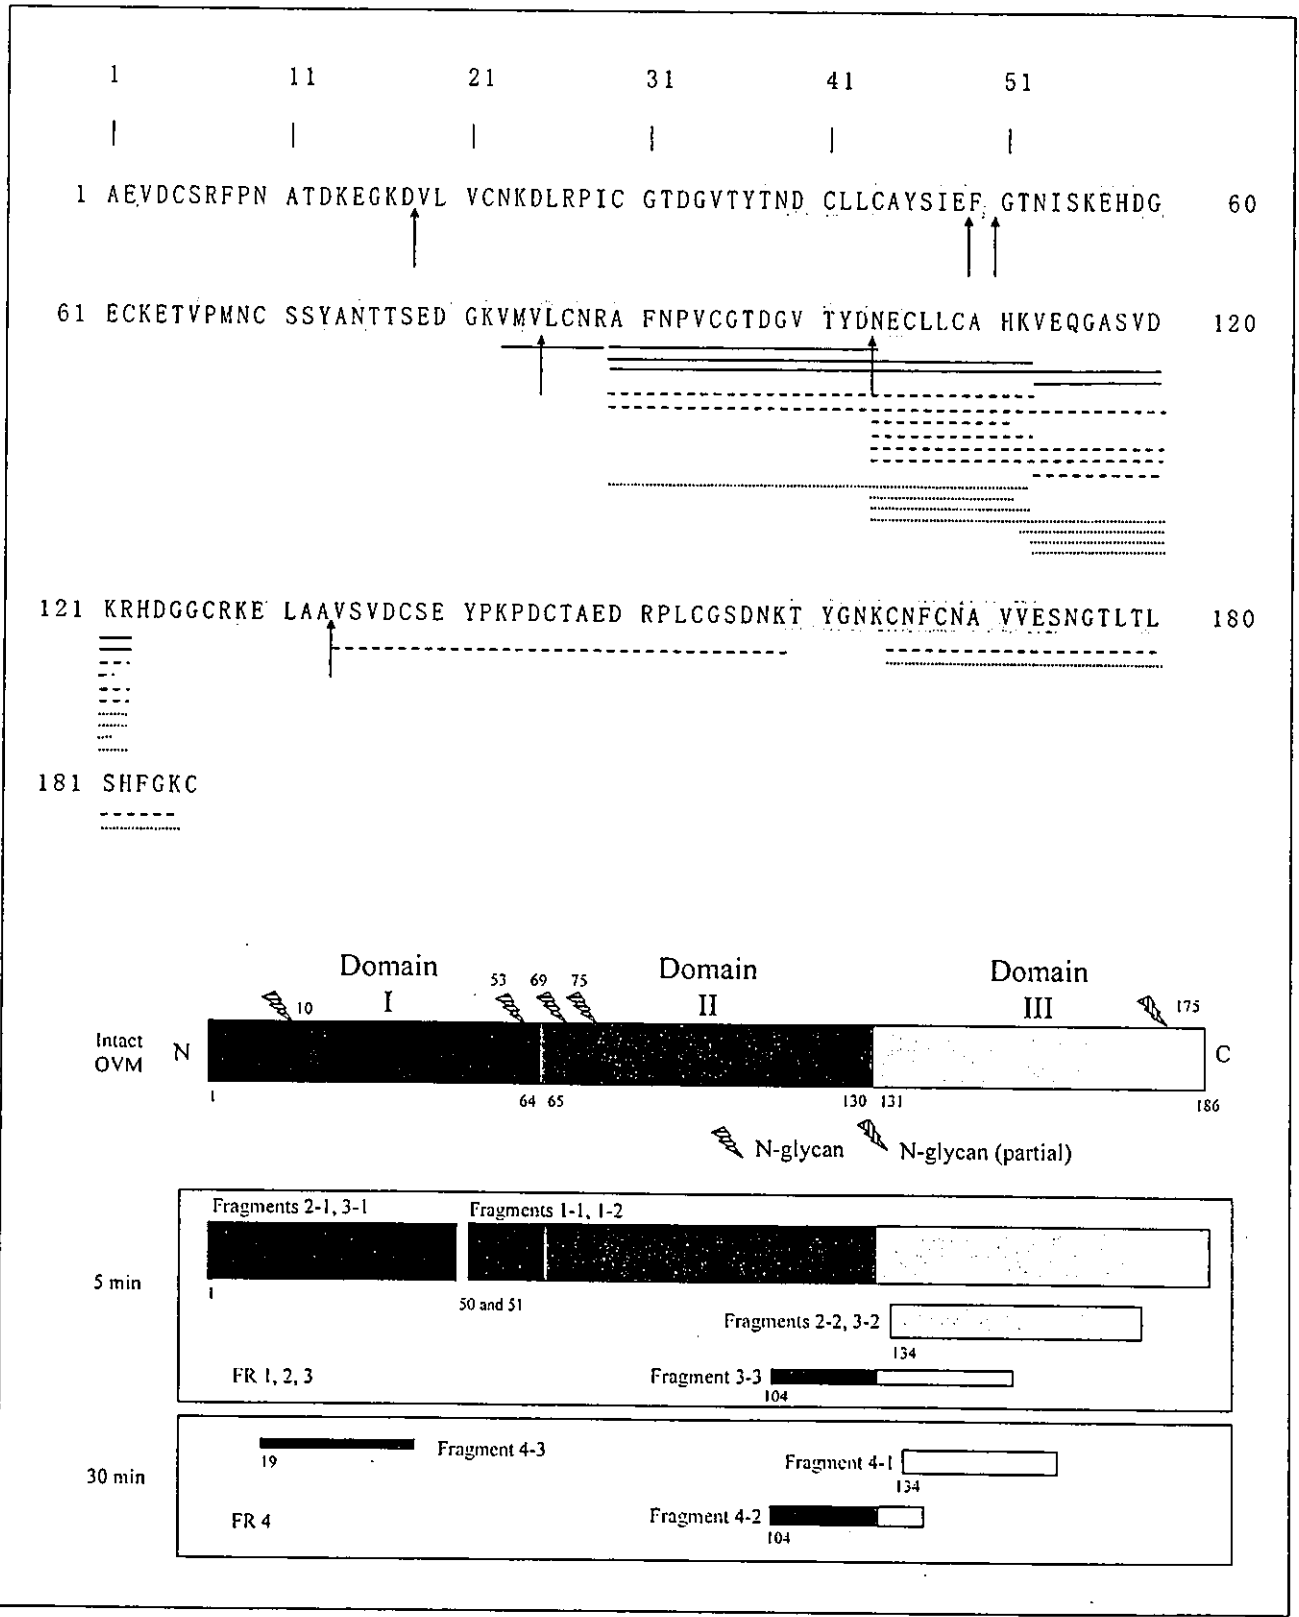 1 11 21 31 41 51
1 AEVDCSRFPN ATDKEGKDVL VCNKDLRPIC GTDGVTYTND CLLCAYSIEF GTNISKEHDG 60
61 ECKETVPMNC SSYANTTSED GKVMVLCNRA FNPVCGTDGV TYDNECLLCA HKVEQGASVD 120
121 KRHDGGCRKE LAAVSVDCSE YPKPDCTAED RPLCGSDNKT YGNKCNFCNA VVESNGTLTL 180
181 SHFGKC
Domain I
Domain II
Domain III
10 53 69 75 175
Intact OVM
N
C
1 64 65 130 131 186
N-glycan
N-glycan (partial)
Fragments 2-1, 3-1
Fragments 1-1, 1-2
5 min
1
50 and 51
Fragments 2-2, 3-2
134
FR 1, 2, 3
Fragment 3-3
104
30 min
19
Fragment 4-3
Fragment 4-1
134
FR 4
Fragment 4-2
104